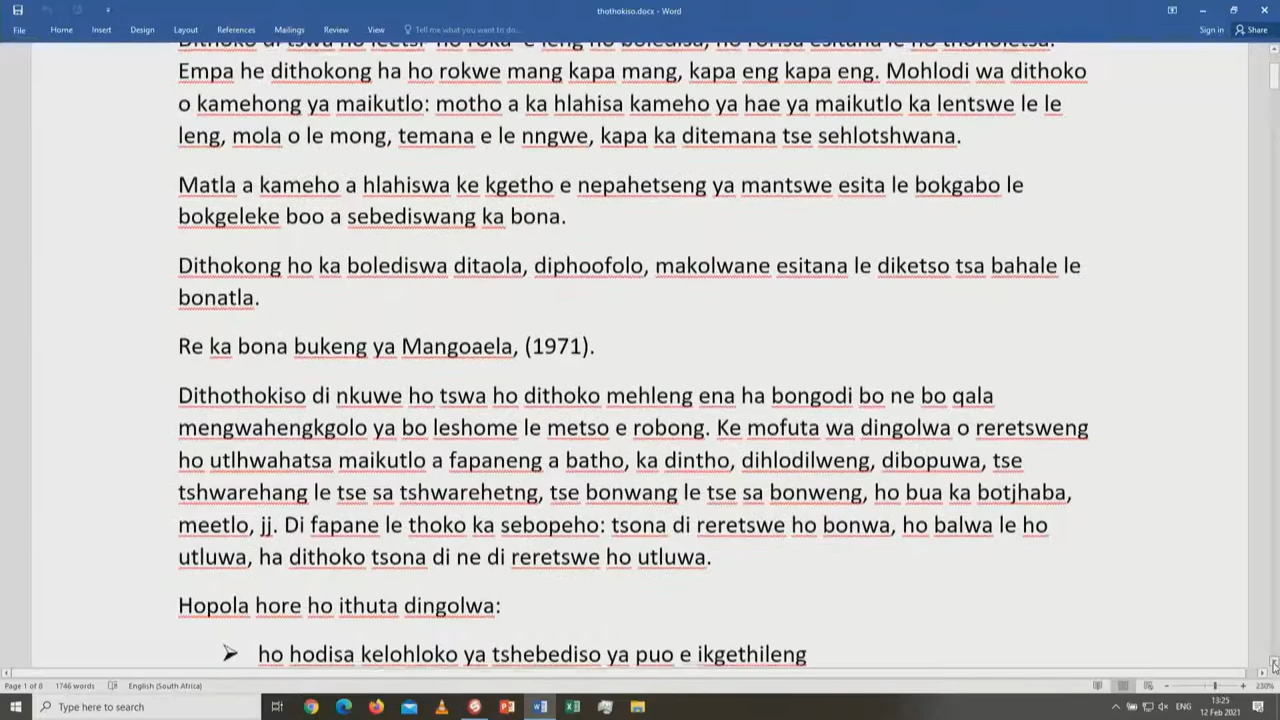 thothokiso.docx - Word
File Home Insert Design Layout References Mailings Review View Tell me what you want to do... Sign in Share
Empa he dithokong ha ho rokwe mang kapa mang, kapa eng kapa eng. Mohlodi wa dithoko
o kamehong ya maikutlo: motho a ka hlahisa kameho ya hae ya maikutlo ka lentswe le le
leng, mola o le mong, temana e le nngwe, kapa ka ditemana tse sehlotshwana.
Matla a kameho a hlahiswa ke kgetho e nepahetseng ya mantswe esita le bokgabo le
bokgeleke boo a sebediswang ka bona.
Dithokong ho ka bolediswa ditaola, diphoofolo, makolwane esitana le diketso tsa bahale le
bonatla.
Re ka bona bukeng ya Mangoaela, (1971).
Dithothokiso di nkuwe ho tswa ho dithoko mehleng ena ha bongodi bo ne bo qala
mengwahengkgolo ya bo leshome le metso e robong. Ke mofuta wa dingolwa o reretsweng
ho utlhwahatsa maikutlo a fapaneng a batho, ka dintho, dihlodilweng, dibopuwa, tse
tshwarehang le tse sa tshwarehetng, tse bonwang le tse sa bonweng, ho bua ka botjhaba,
meetlo, jj. Di fapane le thoko ka sebopeho: tsona di reretswe ho bonwa, ho balwa le ho
utluwa, ha dithoko tsona di ne di reretswe ho utluwa.
Hopola hore ho ithuta dingolwa:
➢ ho hodisa kelohloko ya tshebediso ya puo e ikgethileng
Page 1 of 8 1746 words English (South Africa) 230%
Type here to search ENG 13:25
12 Feb 2021